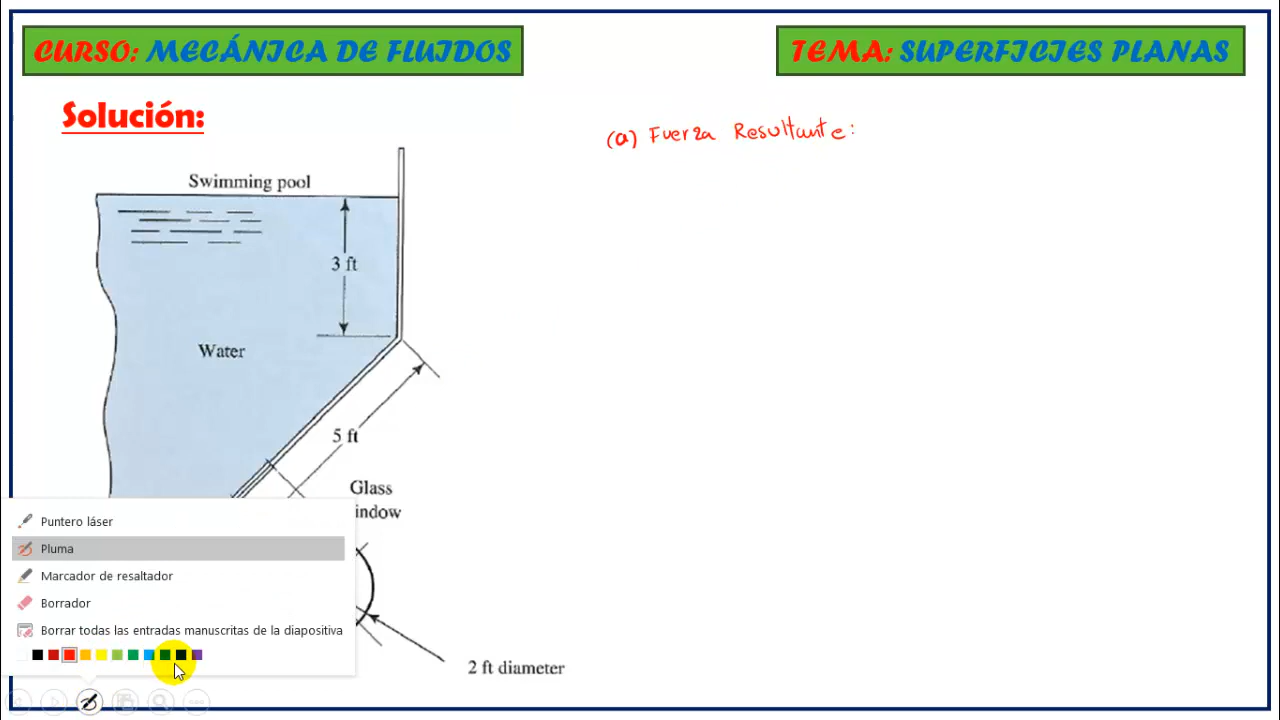 CURSO: MECÁNICA DE FLUIDOS
TEMA: SUPERFICIES PLANAS
Solución:
(a) Fuerza Resultante:
Swimming pool
3 ft
Water
5 ft
Glass
indow
2 ft diameter
Puntero láser
Pluma
Marcador de resaltador
Borrador
Borrar todas las entradas manuscritas de la diapositiva